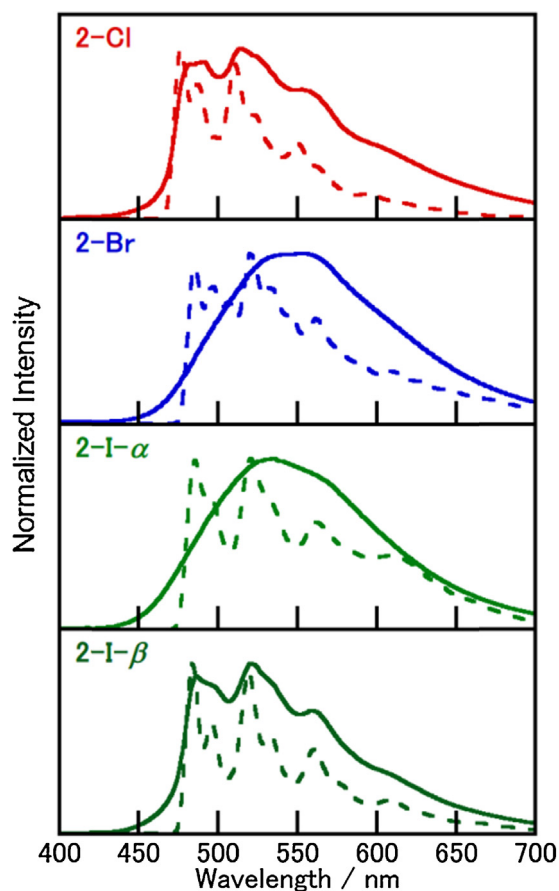 2-Cl
2-Br
2-I-α
2-I-β
Normalized Intensity
400 450 500 550 600 650 700
Wavelength / nm